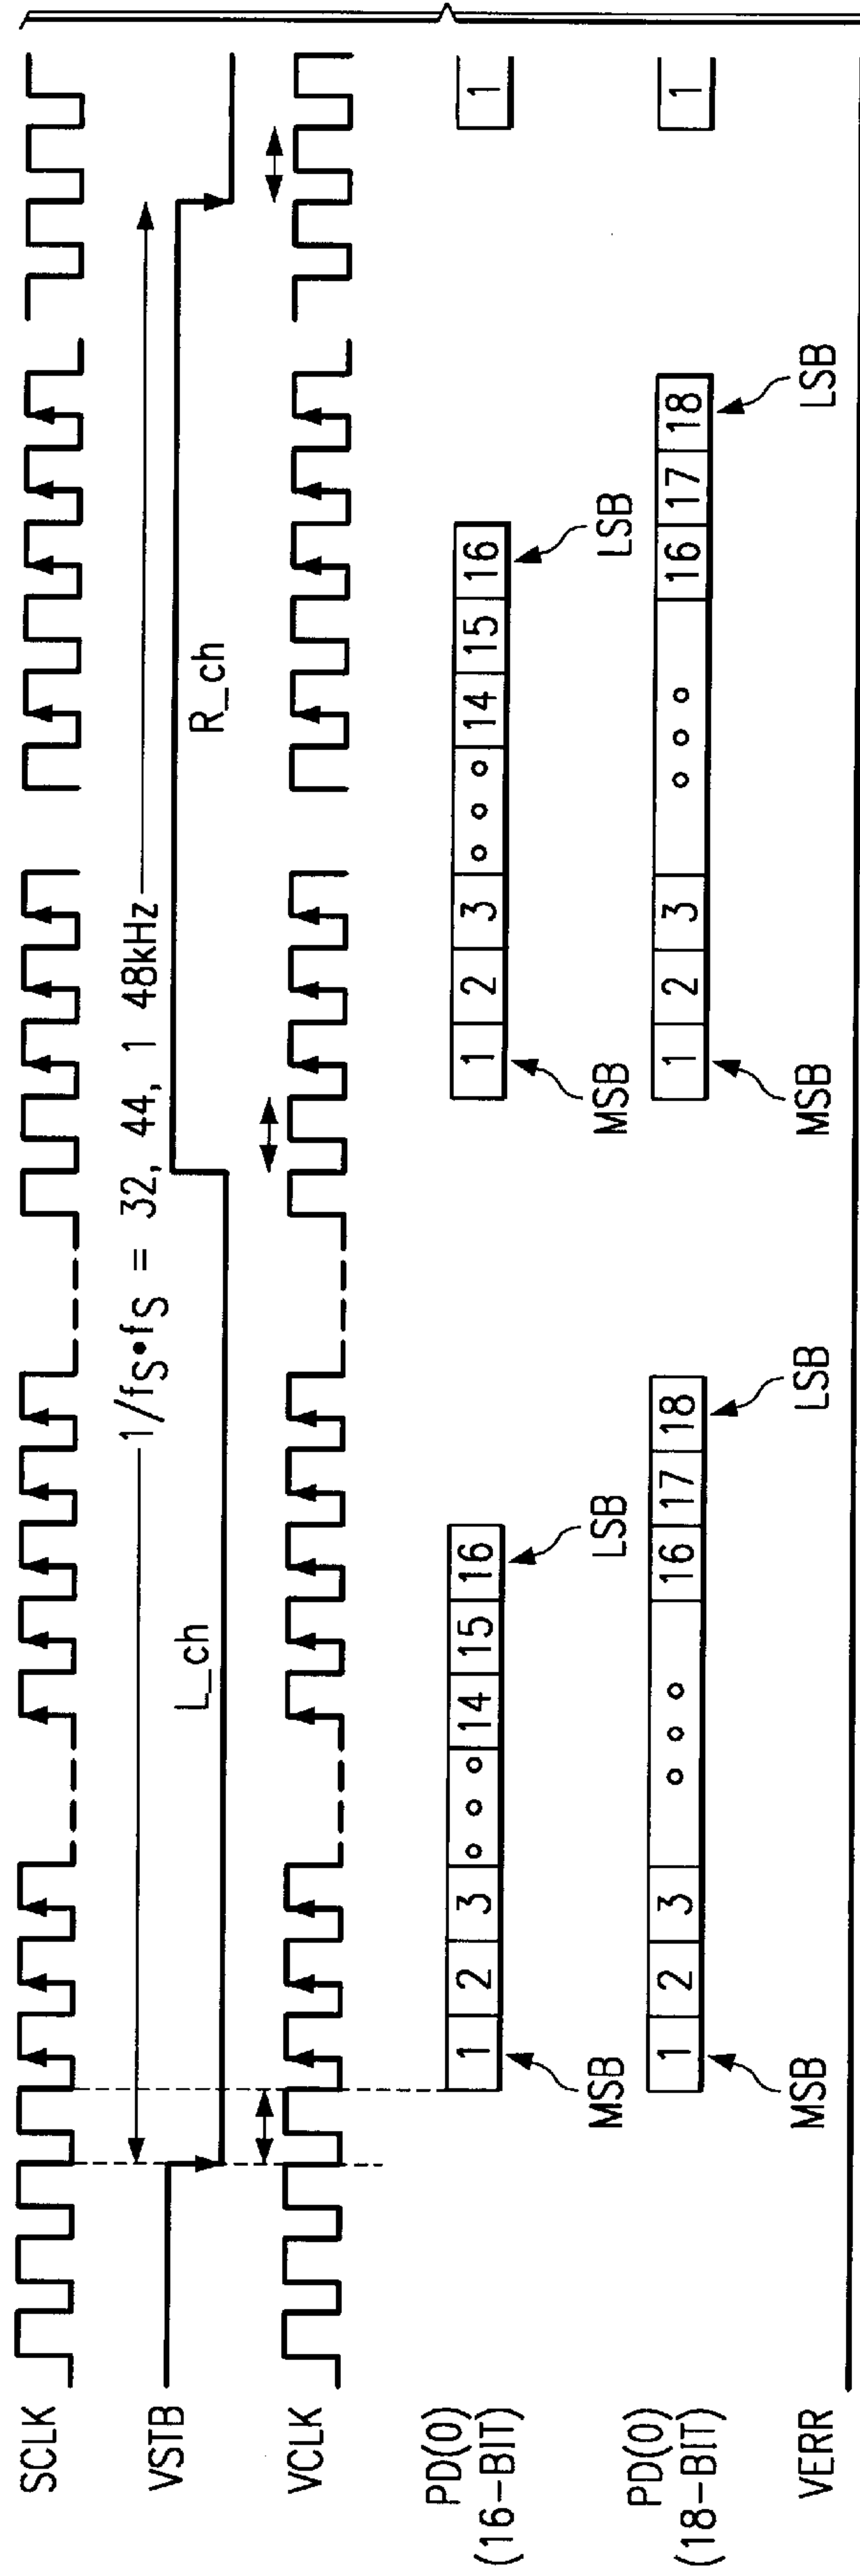 SCLK
VSTB
1/fS•fS = 32, 44, 1 48kHz
L_ch
R_ch
VCLK
PD(0)
(16-BIT)
1 2 3 14 15 16
1 2 3 14 15 16
1
MSB
LSB
MSB
LSB
PD(0)
(18-BIT)
1 2 3 16 17 18
1 2 3 16 17 18
1
MSB
LSB
MSB
LSB
VERR